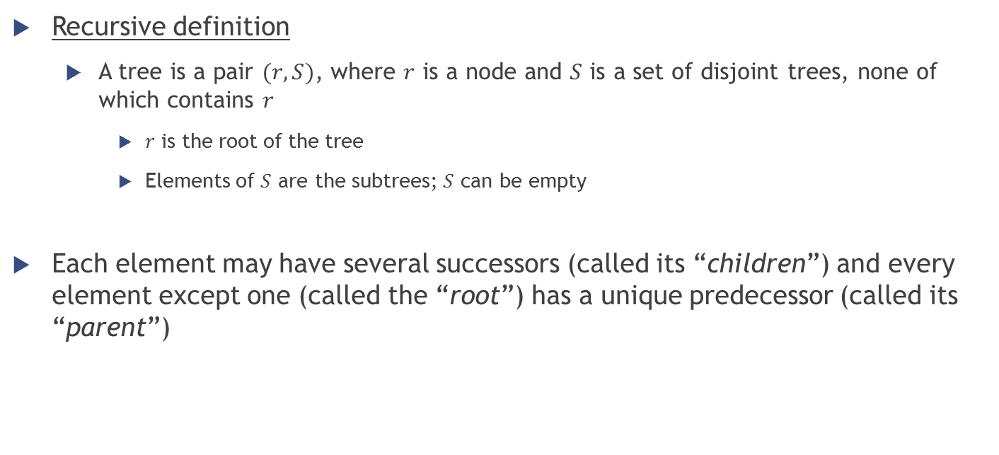 Recursive definition
A tree is a pair (r, S), where r is a node and S is a set of disjoint trees, none of
which contains r
r is the root of the tree
Elements of S are the subtrees; S can be empty
Each element may have several successors (called its “children”) and every
element except one (called the “root”) has a unique predecessor (called its
“parent”)